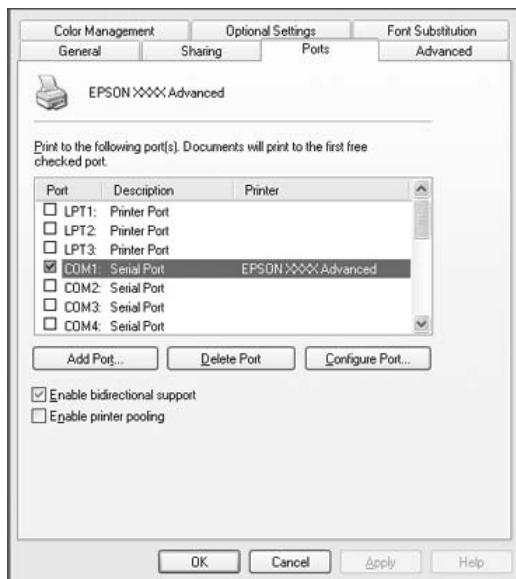 Color Management Optional Settings Font Substitution
General Sharing Ports Advanced
EPSON XXXX Advanced
Print to the following port(s). Documents will print to the first free
checked port.
Port Description Printer
LPT1: Printer Port
LPT2: Printer Port
LPT3: Printer Port
COM1: Serial Port EPSON XXXX Advanced
COM2: Serial Port
COM3: Serial Port
COM4: Serial Port
Add Port... Delete Port Configure Port...
Enable bidirectional support
Enable printer pooling
OK Cancel Apply Help